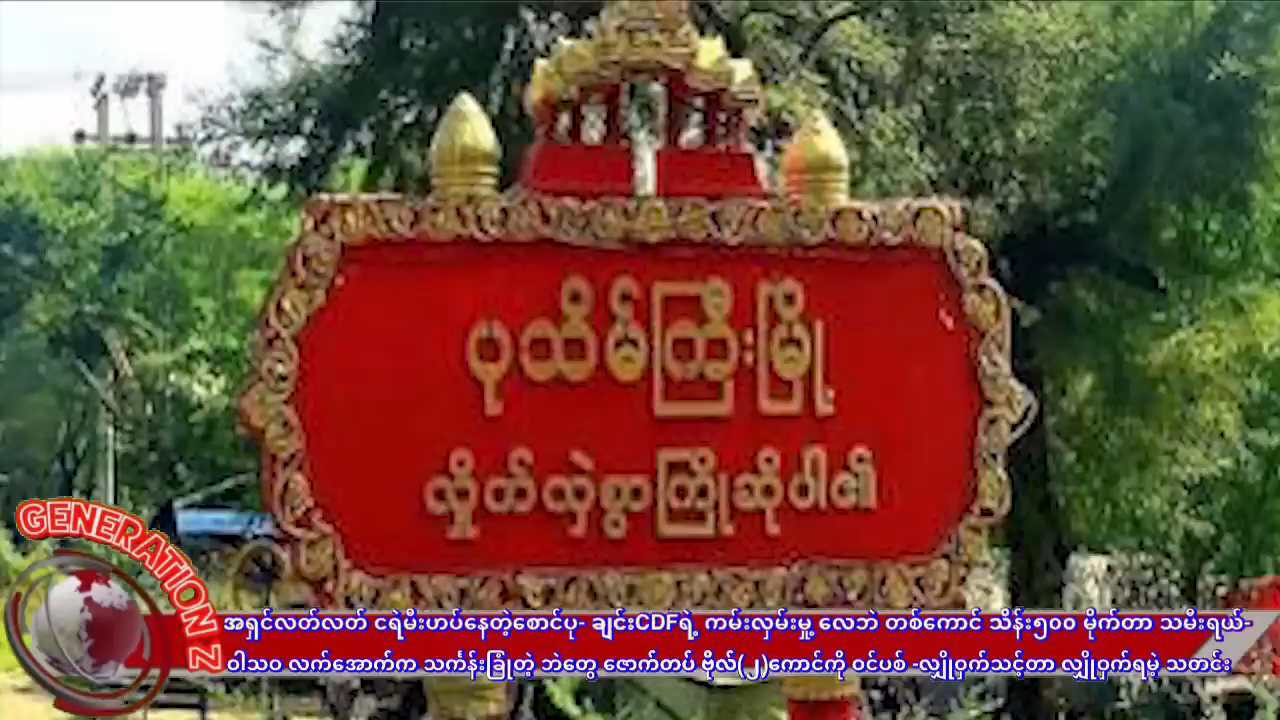 ပုထိမ်ကြီးမြို့
လှိုက်လှဲစွာကြိုဆိုပါ၏
GENERATION Z
အရှင်လတ်လတ် ငရဲမီးဟပ်နေတဲ့စောင်ပု- ချင်းCDFရဲ့ ကမ်းလှမ်းမှု့ လေဘဲ တစ်ကောင် သိန်း၅၀၀ မိုက်တာ သမီးရယ်-
ဝါသဝ လက်အောက်က သင်္ကန်းခြုံတဲ့ ဘဲတွေ ဖောက်တပ် ဗိုလ်(၂)ကောင်ကို ဝင်ပစ် -လျှို့ဝှက်သင့်တာ လျှို့ဝှက်ရမဲ့ သတင်း